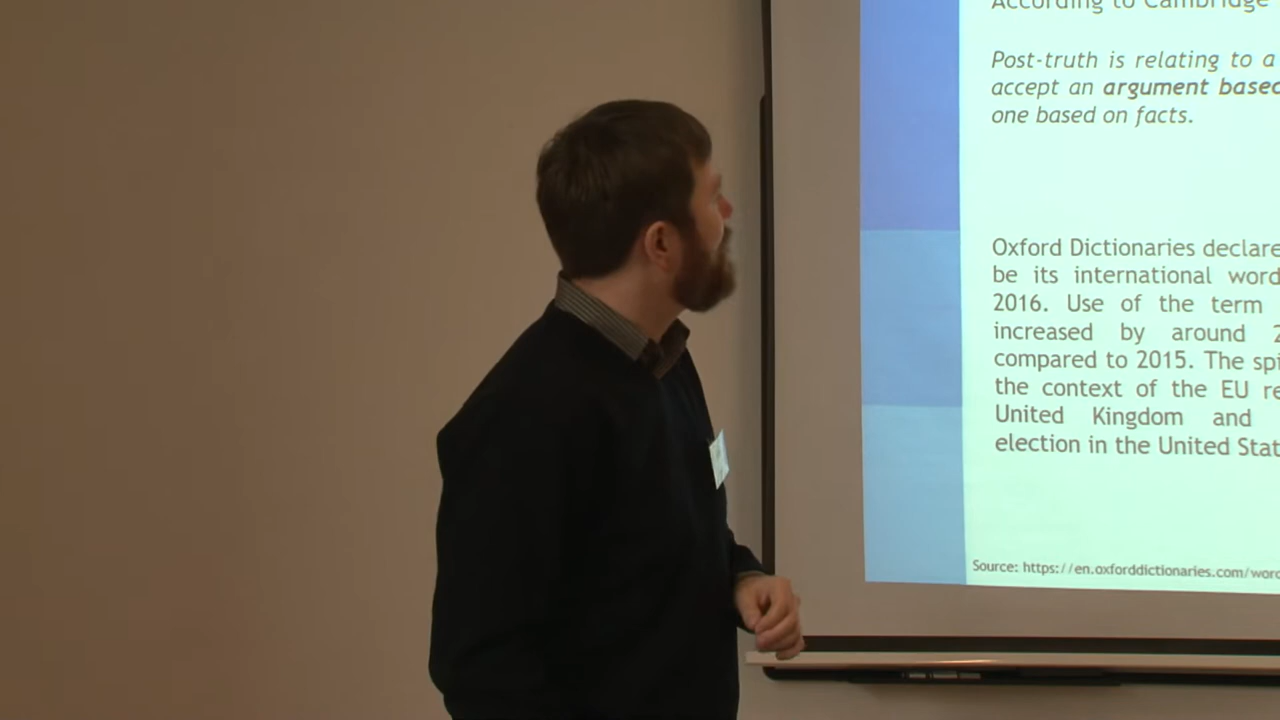 According to Cambridge
Post-truth is relating to a
accept an argument based
one based on facts.
Oxford Dictionaries declare
be its international word
2016. Use of the term
increased by around 2
compared to 2015. The spi
the context of the EU re
United Kingdom and
election in the United Stat
Source: https://en.oxforddictionaries.com/word